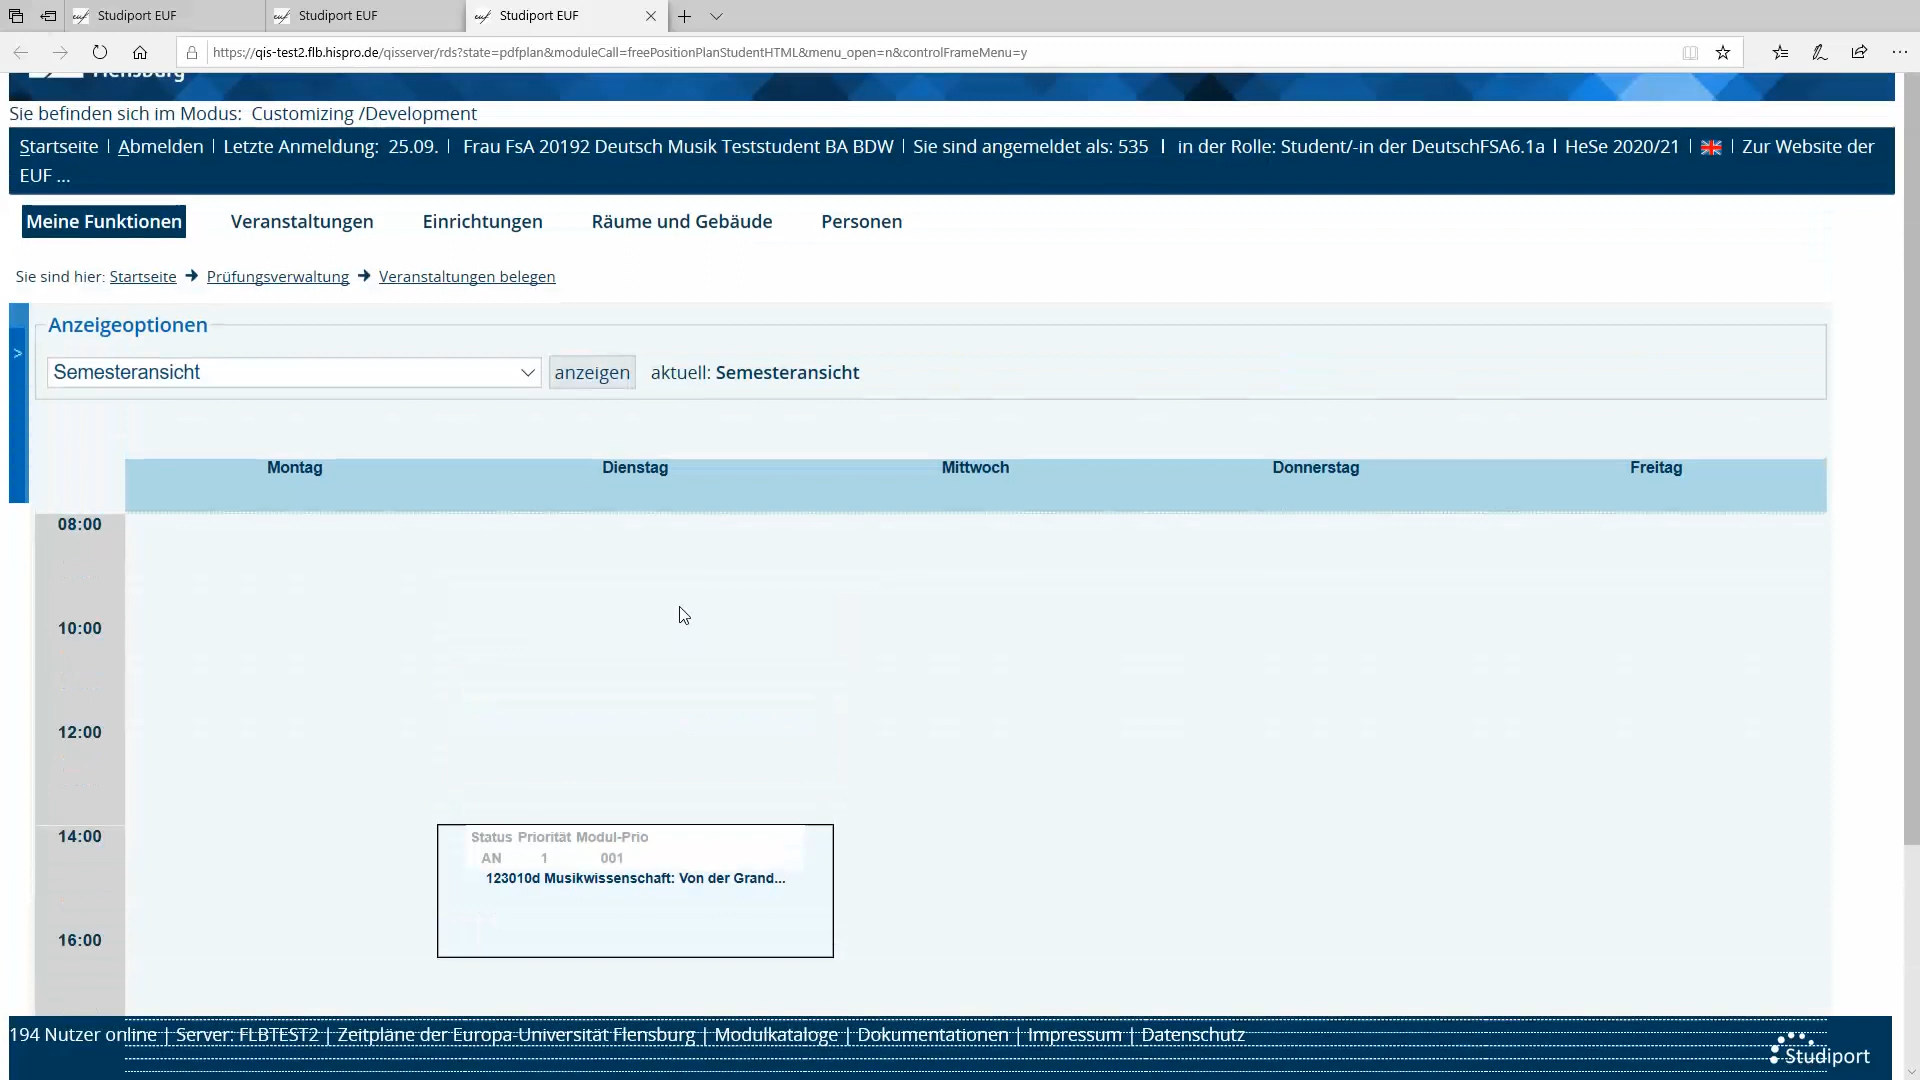 Studiport EUF
Studiport EUF
Studiport EUF
https://qis-test2.flb.hispro.de/qisserver/rds?state=pdfplan&moduleCall=freePositionPlanStudentHTML&menu_open=n&controlFrameMenu=y
Flensburg
Sie befinden sich im Modus: Customizing /Development
Startseite | Abmelden | Letzte Anmeldung: 25.09. | Frau FsA 20192 Deutsch Musik Teststudent BA BDW | Sie sind angemeldet als: 535 | in der Rolle: Student/-in der DeutschFSA6.1a | HeSe 2020/21 | | Zur Website der
EUF ...
Meine Funktionen Veranstaltungen Einrichtungen Räume und Gebäude Personen
Sie sind hier: Startseite → Prüfungsverwaltung → Veranstaltungen belegen
Anzeigeoptionen
>
Semesteransicht anzeigen aktuell: Semesteransicht
Montag Dienstag Mittwoch Donnerstag Freitag
08:00
10:00
12:00
14:00
Status Priorität Modul-Prio
AN 1 001
123010d Musikwissenschaft: Von der Grand...
16:00
194 Nutzer online | Server: FLBTEST2 | Zeitpläne der Europa-Universität Flensburg | Modulkataloge | Dokumentationen | Impressum | Datenschutz
Studiport